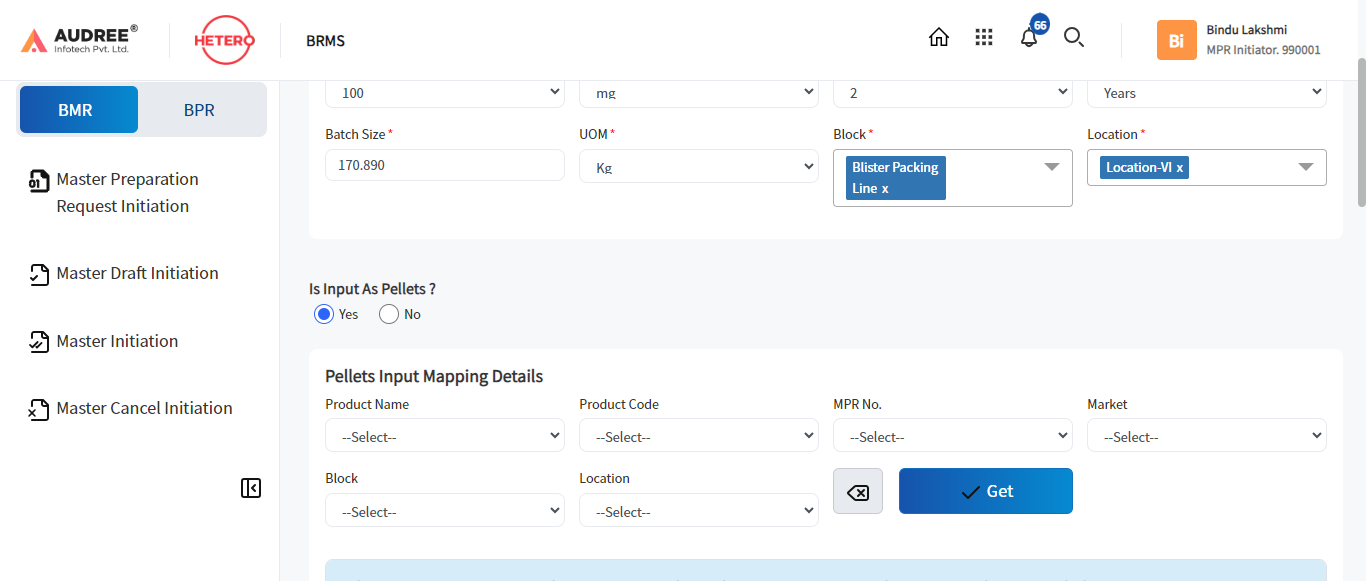 AUDREE®
Infotech Pvt. Ltd.
HETERO
BRMS
66
Bi
Bindu Lakshmi
MPR Initiator. 990001
BMR
BPR
Master Preparation
Request Initiation
Master Draft Initiation
Master Initiation
Master Cancel Initiation
100
mg
2
Years
Batch Size *
UOM *
Block *
Location *
170.890
Kg
Blister Packing
Line x
Location-VI x
Is Input As Pellets ?
Yes
No
Pellets Input Mapping Details
Product Name
Product Code
MPR No.
Market
--Select--
--Select--
--Select--
--Select--
Block
Location
--Select--
--Select--
Get